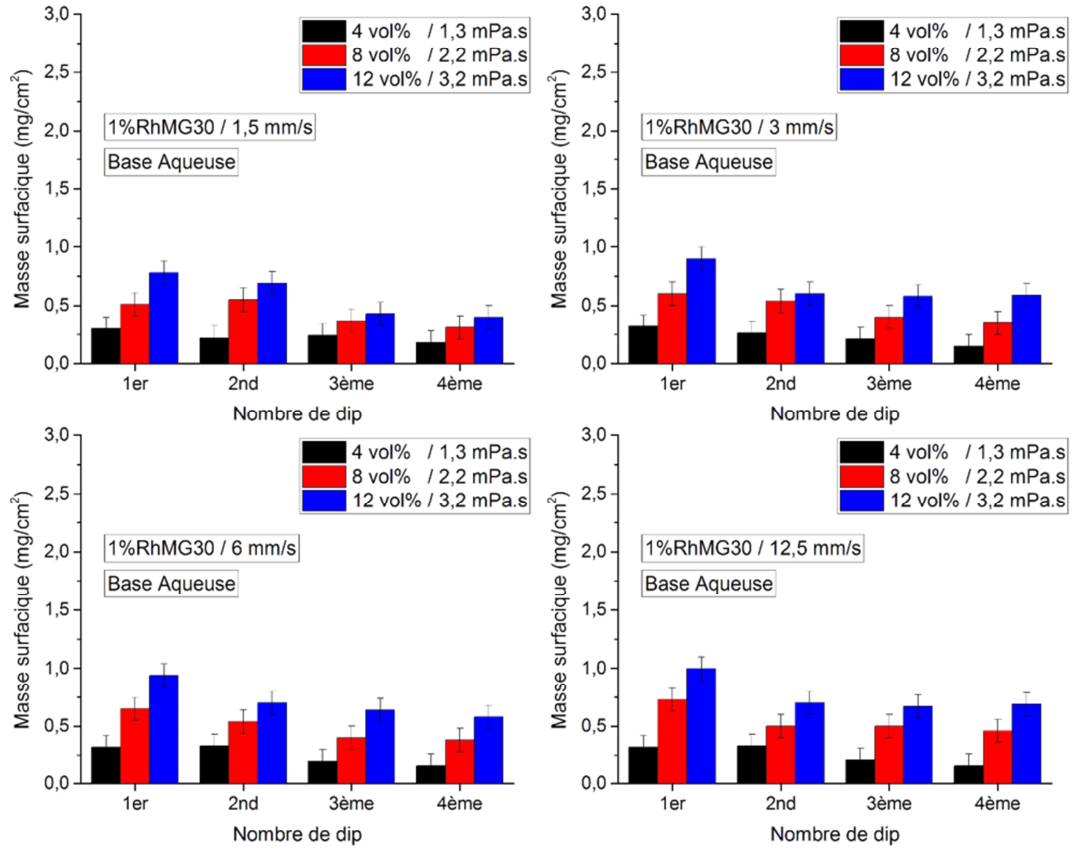 Masse surfacique (mg/cm²)
3,0
2,5
2,0
1,5
1,0
0,5
0,0
4 vol% / 1,3 mPa.s
8 vol% / 2,2 mPa.s
12 vol% / 3,2 mPa.s
1%RhMG30 / 1,5 mm/s
Base Aqueuse
1er 2nd 3ème 4ème
Nombre de dip
Masse surfacique (mg/cm²)
3,0
2,5
2,0
1,5
1,0
0,5
0,0
4 vol% / 1,3 mPa.s
8 vol% / 2,2 mPa.s
12 vol% / 3,2 mPa.s
1%RhMG30 / 3 mm/s
Base Aqueuse
1er 2nd 3ème 4ème
Nombre de dip
Masse surfacique (mg/cm²)
3,0
2,5
2,0
1,5
1,0
0,5
0,0
4 vol% / 1,3 mPa.s
8 vol% / 2,2 mPa.s
12 vol% / 3,2 mPa.s
1%RhMG30 / 6 mm/s
Base Aqueuse
1er 2nd 3ème 4ème
Nombre de dip
Masse surfacique (mg/cm²)
3,0
2,5
2,0
1,5
1,0
0,5
0,0
4 vol% / 1,3 mPa.s
8 vol% / 2,2 mPa.s
12 vol% / 3,2 mPa.s
1%RhMG30 / 12,5 mm/s
Base Aqueuse
1er 2nd 3ème 4ème
Nombre de dip